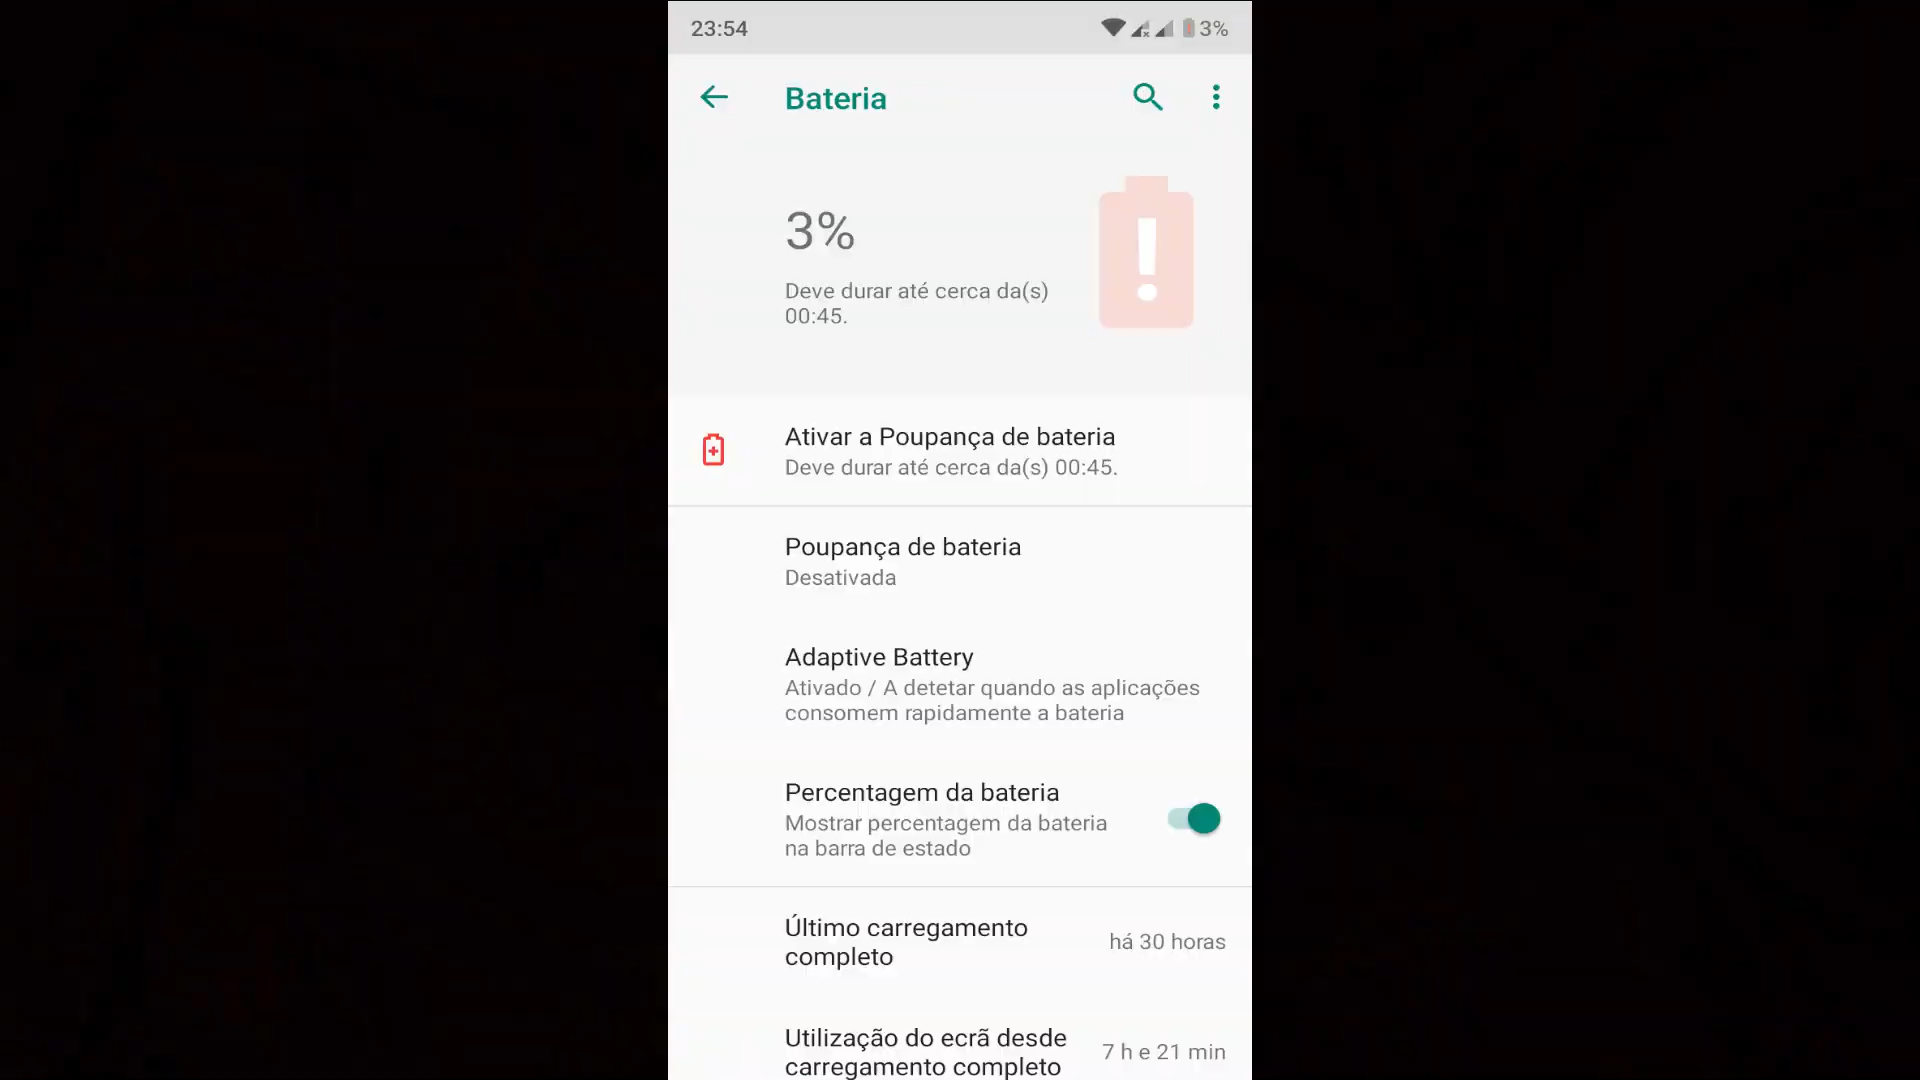 23:54
3%
Bateria
3%
Deve durar até cerca da(s)
00:45.
Ativar a Poupança de bateria
Deve durar até cerca da(s) 00:45.
Poupança de bateria
Desativada
Adaptive Battery
Ativado / A detetar quando as aplicações
consomem rapidamente a bateria
Percentagem da bateria
Mostrar percentagem da bateria
na barra de estado
Último carregamento
completo
há 30 horas
Utilização do ecrã desde
carregamento completo
7 h e 21 min